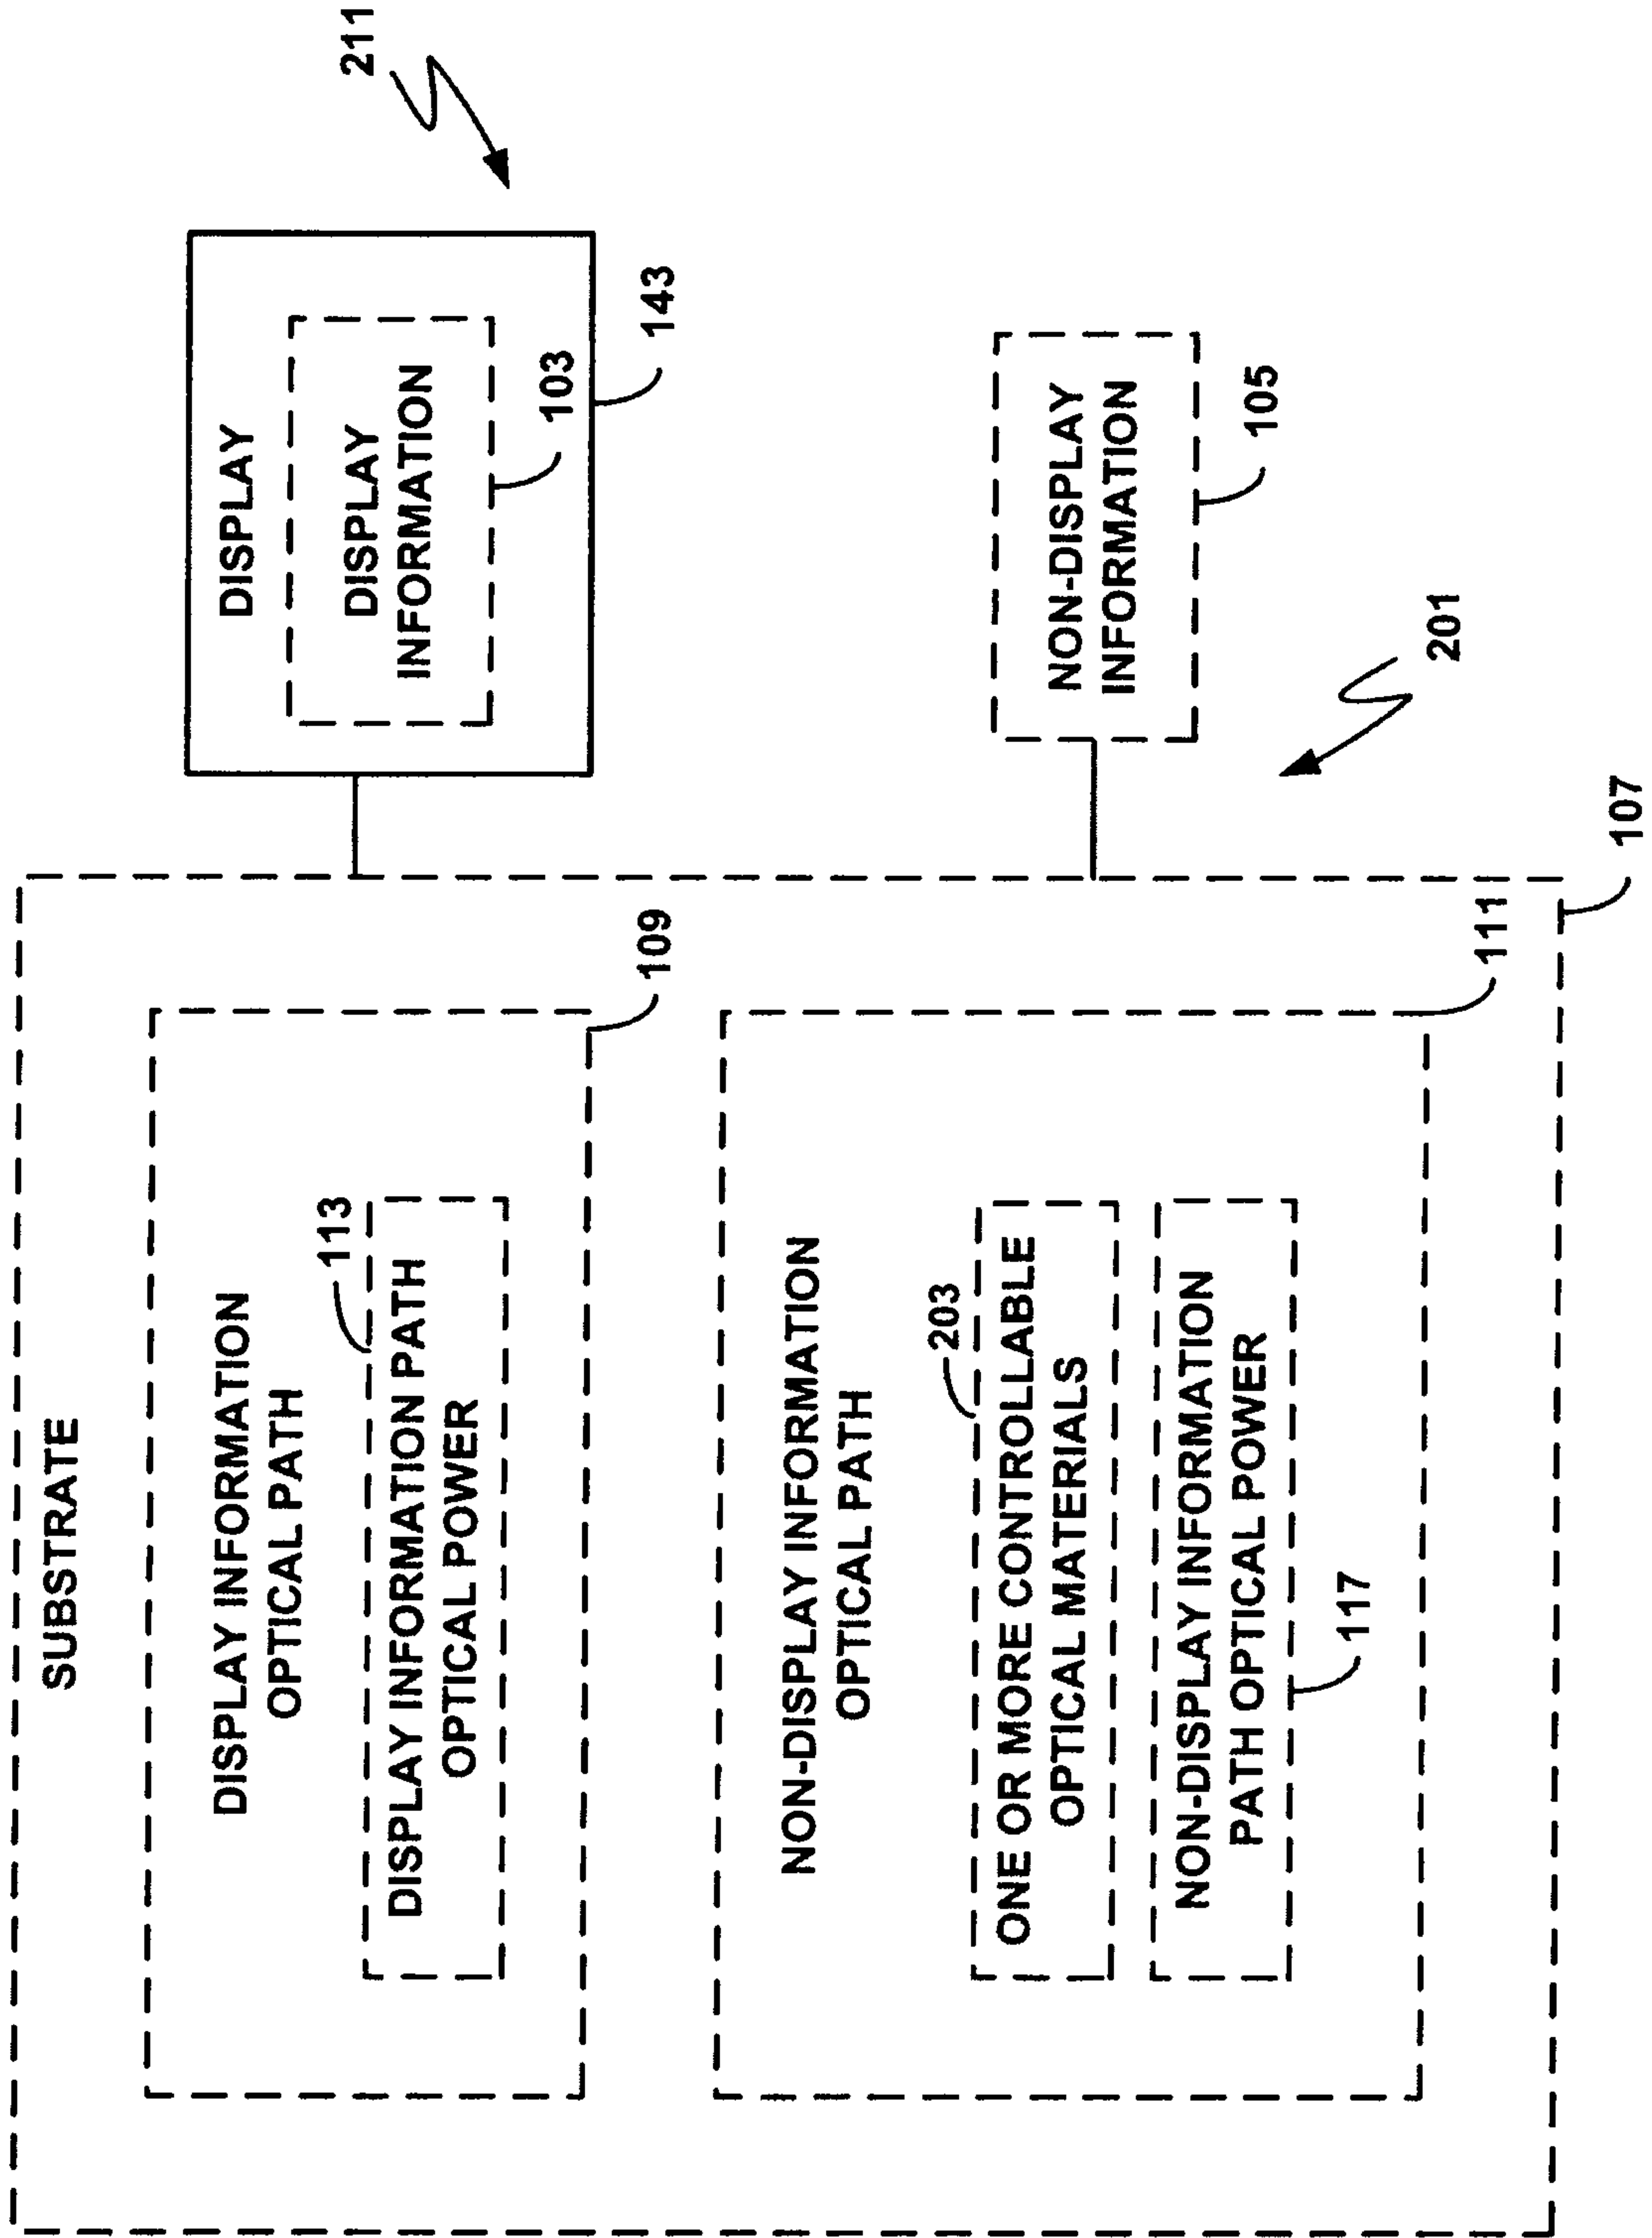 SUBSTRATE
DISPLAY INFORMATION
OPTICAL PATH
113
DISPLAY INFORMATION PATH
OPTICAL POWER
109
NON-DISPLAY INFORMATION
OPTICAL PATH
203
ONE OR MORE CONTROLLABLE
OPTICAL MATERIALS
NON-DISPLAY INFORMATION
PATH OPTICAL POWER
117
111
107
DISPLAY
DISPLAY
INFORMATION
103
143
211
NON-DISPLAY
INFORMATION
105
201